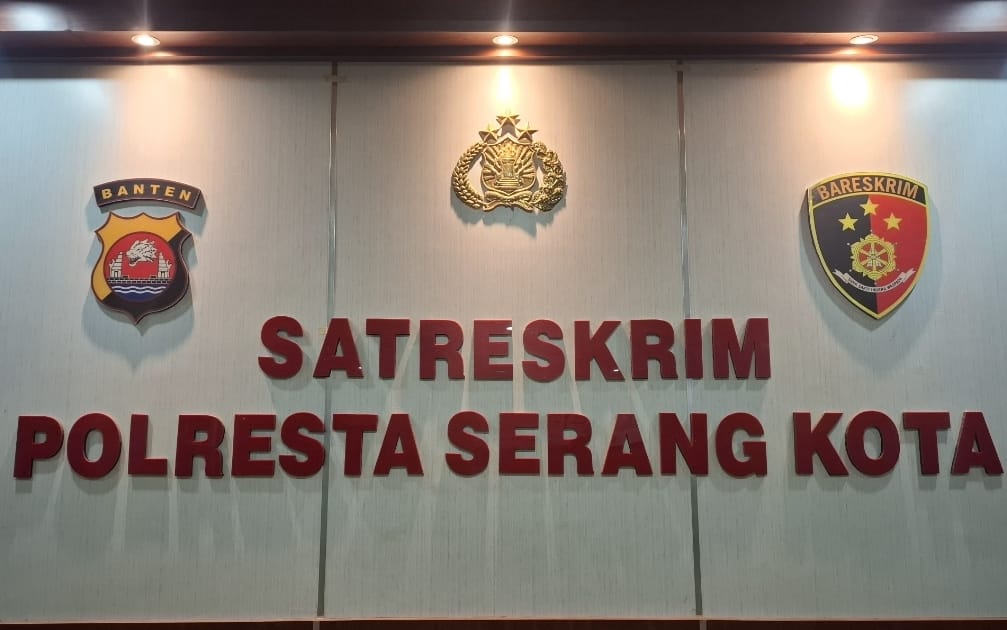 BANTEN
BARESKRIM
SATRESKRIM
POLRESTA SERANG KOTA